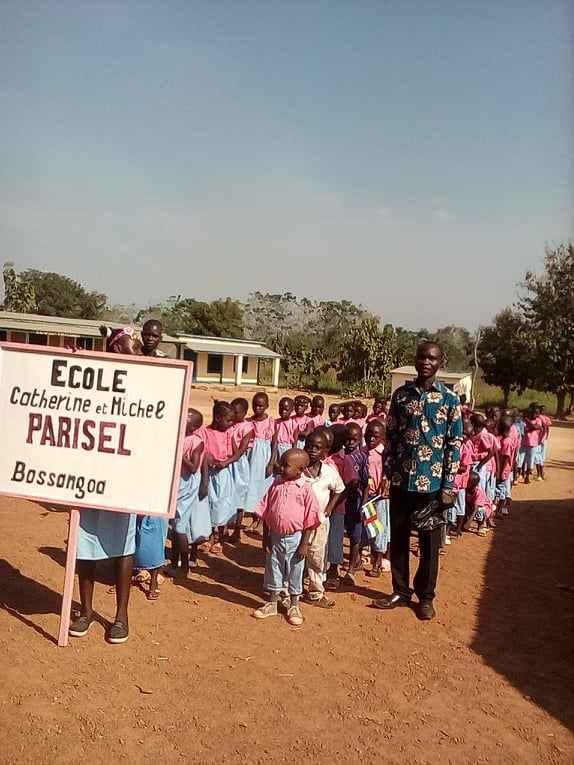 ECOLE
Catherine et Michel
PARISEL
Bossangoa